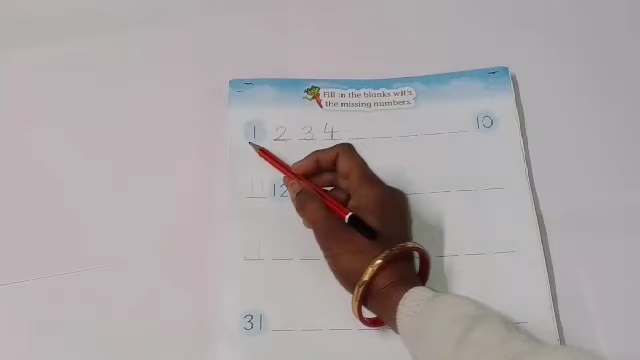 Fill in the blanks with
the missing numbers.
1 2 3 4 10
11 12
31